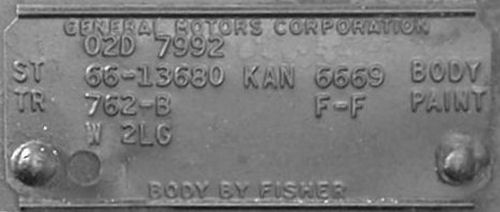 GENERAL MOTORS CORPORATION
02D 7992
ST 66-13680 KAN 6669 BODY
TR 762-B F-F PAINT
W 2LG
BODY BY FISHER